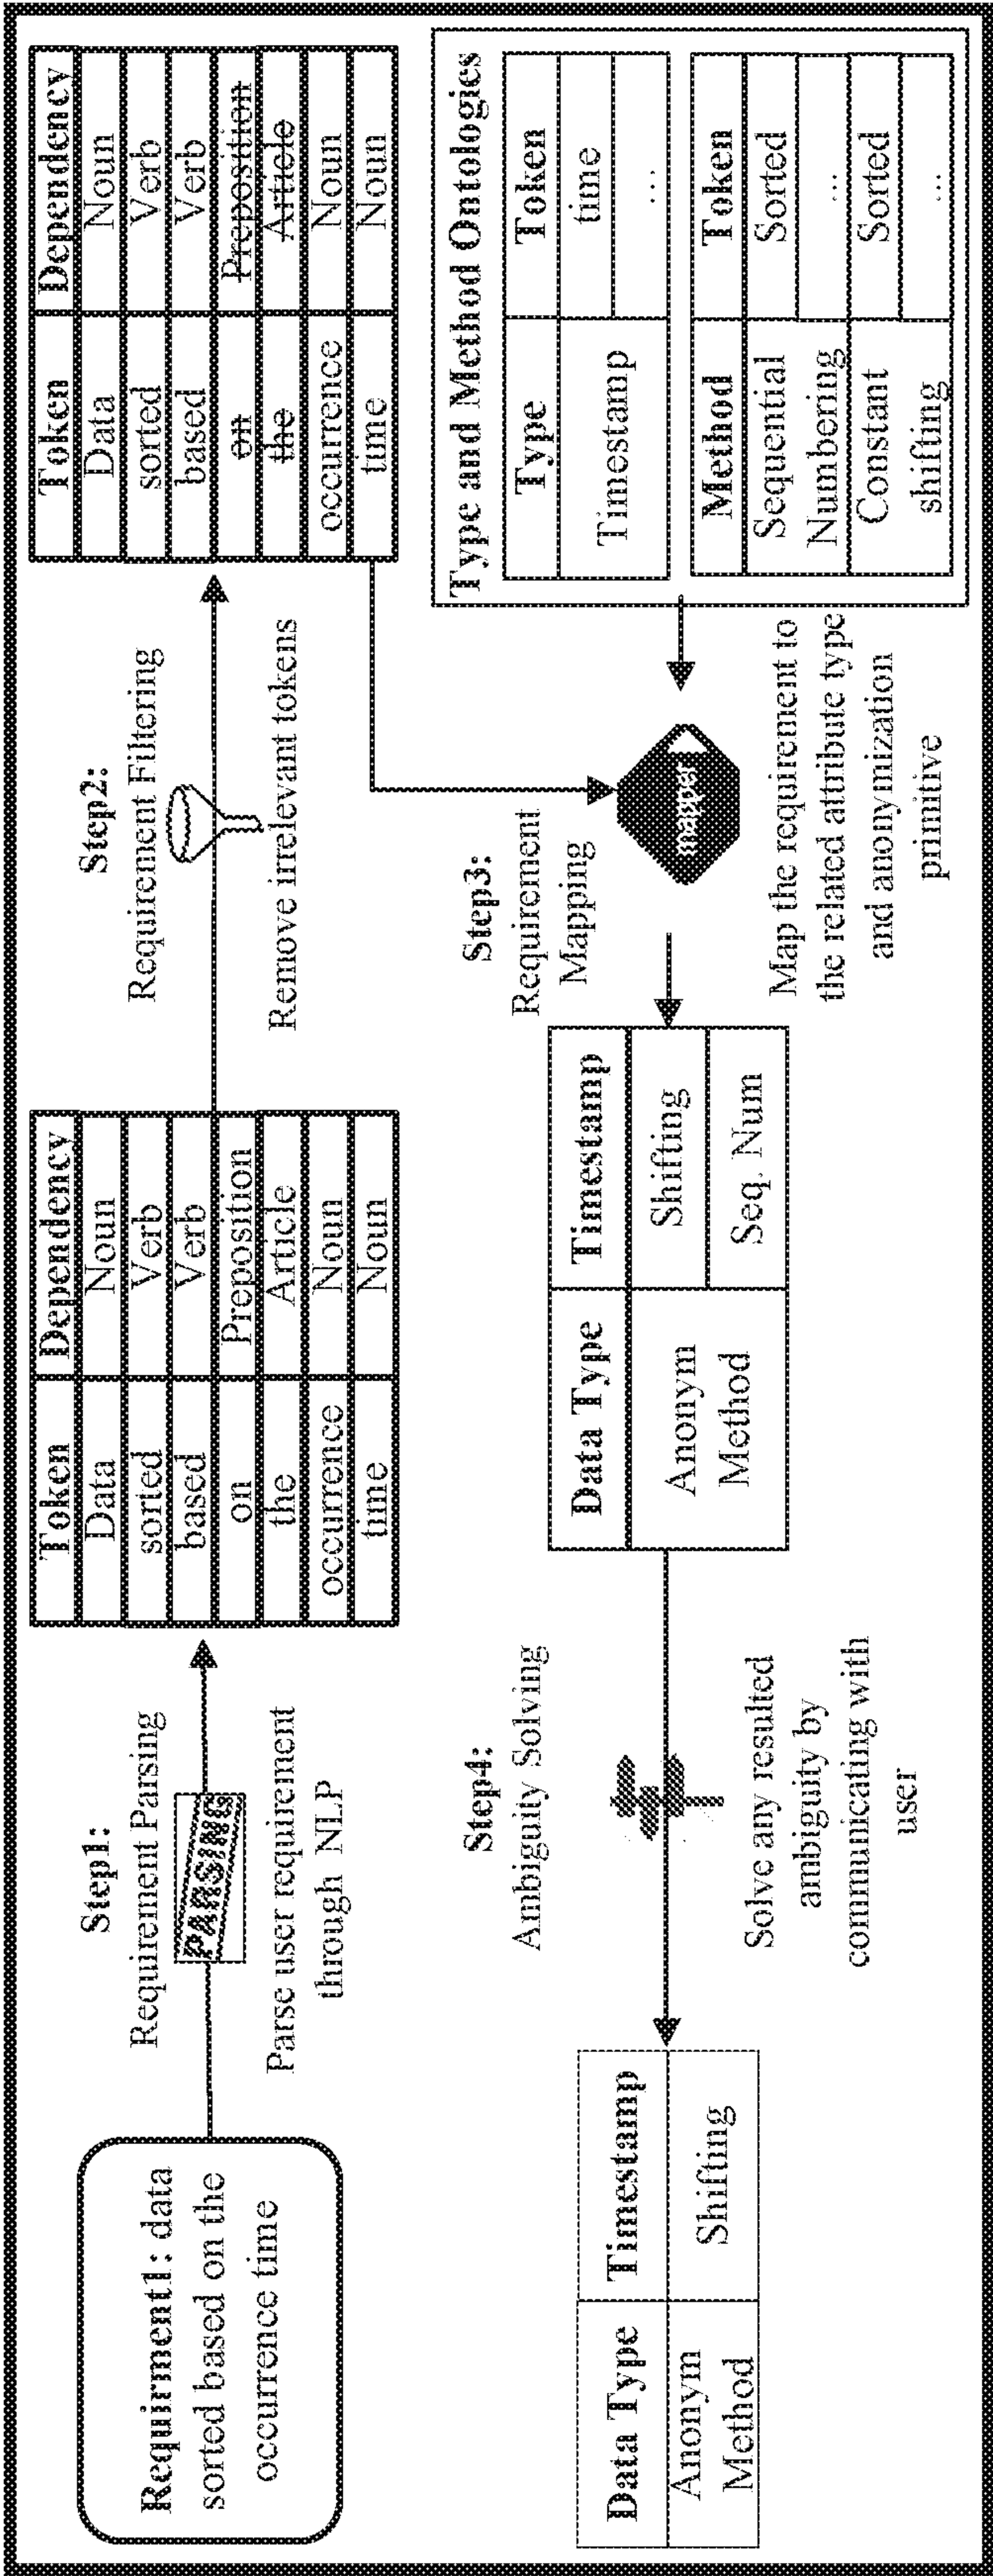 Requirment1: data
sorted based on the
occurrence time
Step1:
Requirement Parsing
PARSING
Parse user requirement
through NLP
Token Dependency
Data Noun
sorted Verb
based Verb
on Preposition
the Article
occurrence Noun
time Noun
Step2:
Requirement Filtering
Remove irrelevant tokens
Token Dependency
Data Noun
sorted Verb
based Verb
on Preposition
the Article
occurrence Noun
time Noun
Type and Method Ontologies
Type Token
Timestamp time
...
Method Token
Sequential Sorted
Numbering ...
Constant Sorted
shifting ...
Step3:
Requirement
Mapping
mapper
Map the requirement to
the related attribute type
and anonymization
primitive
Data Type Timestamp
Anonym Shifting
Method Seq. Num
Step4:
Ambiguity Solving
Solve any resulted
ambiguity by
communicating with
user
Data Type Timestamp
Anonym Shifting
Method